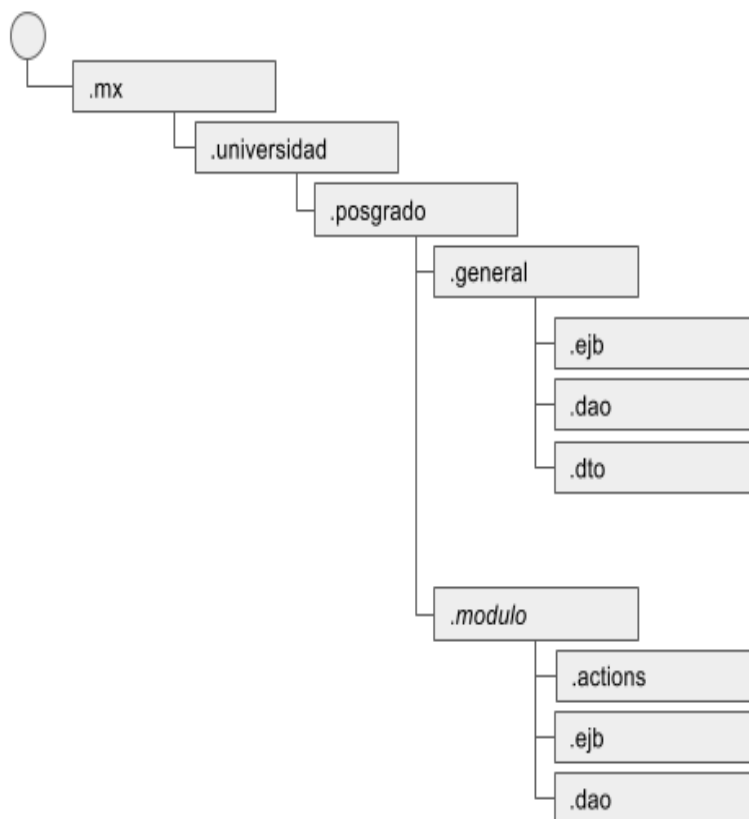 .mx
.universidad
.posgrado
.general
.ejb
.dao
.dto
.modulo
.actions
.ejb
.dao